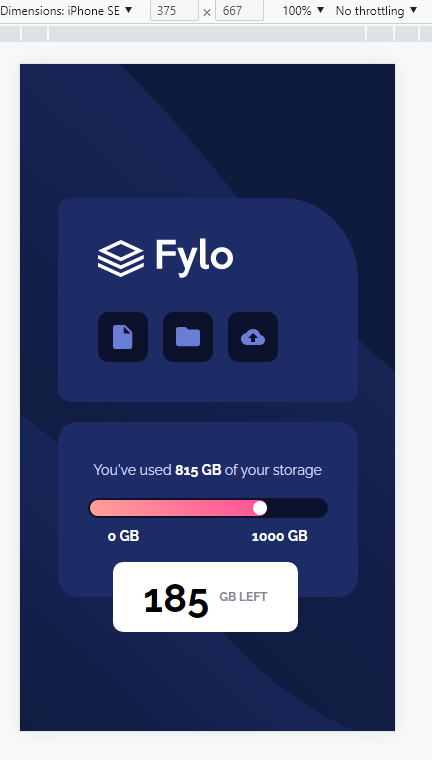 Dimensions: iPhone SE ▼ 375 × 667 100% ▼ No throttling ▼
Fylo
You've used 815 GB of your storage
0 GB 1000 GB
185 GB LEFT